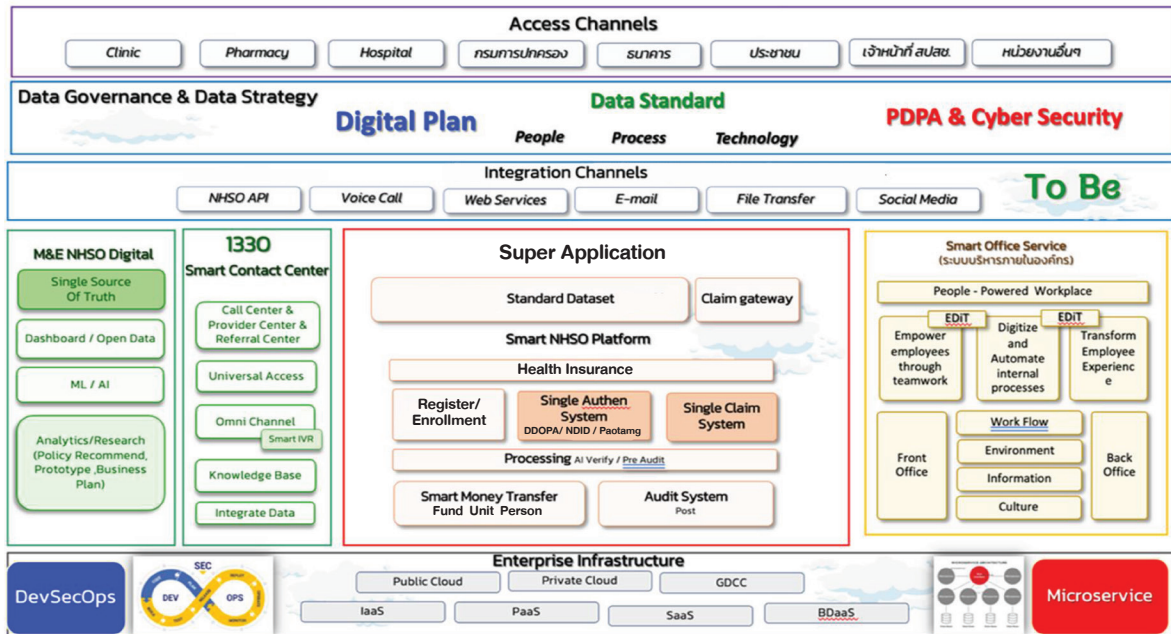 Access Channels
Clinic
Pharmacy
Hospital
กรมการปกครอง
ธนาคาร
ประชาชน
เจ้าหน้าที่ สปสช.
หน่วยงานอื่นๆ
Data Governance & Data Strategy
Digital Plan
Data Standard
People
Process
Technology
PDPA & Cyber Security
Integration Channels
NHSO API
Voice Call
Web Services
E-mail
File Transfer
Social Media
To Be
M&E NHSO Digital
Single Source
Of Truth
Dashboard / Open Data
ML / AI
Analytics/Research
(Policy Recommend,
Prototype ,Business
Plan)
1330
Smart Contact Center
Call Center &
Provider Center &
Referral Center
Universal Access
Omni Channel
Smart IVR
Knowledge Base
Integrate Data
Super Application
Standard Dataset
Claim gateway
Smart NHSO Platform
Health Insurance
Register/
Enrollment
Single Authen
System
DDOPA/ NDID / Paotamg
Single Claim
System
Processing AI Verify / Pre Audit
Smart Money Transfer
Fund Unit Person
Audit System
Post
Smart Office Service
(ระบบบริหารภายในองค์กร)
People - Powered Workplace
EDiT
EDiT
Empower
employees
through
teamwork
Digitize
and
Automate
internal
processes
Transform
Employee
Experienc
e
Front
Office
Work Flow
Environment
Information
Culture
Back
Office
Enterprise Infrastructure
DevSecOps
SEC
DEV
OPS
Public Cloud
Private Cloud
GDCC
IaaS
PaaS
SaaS
BDaaS
Microservice